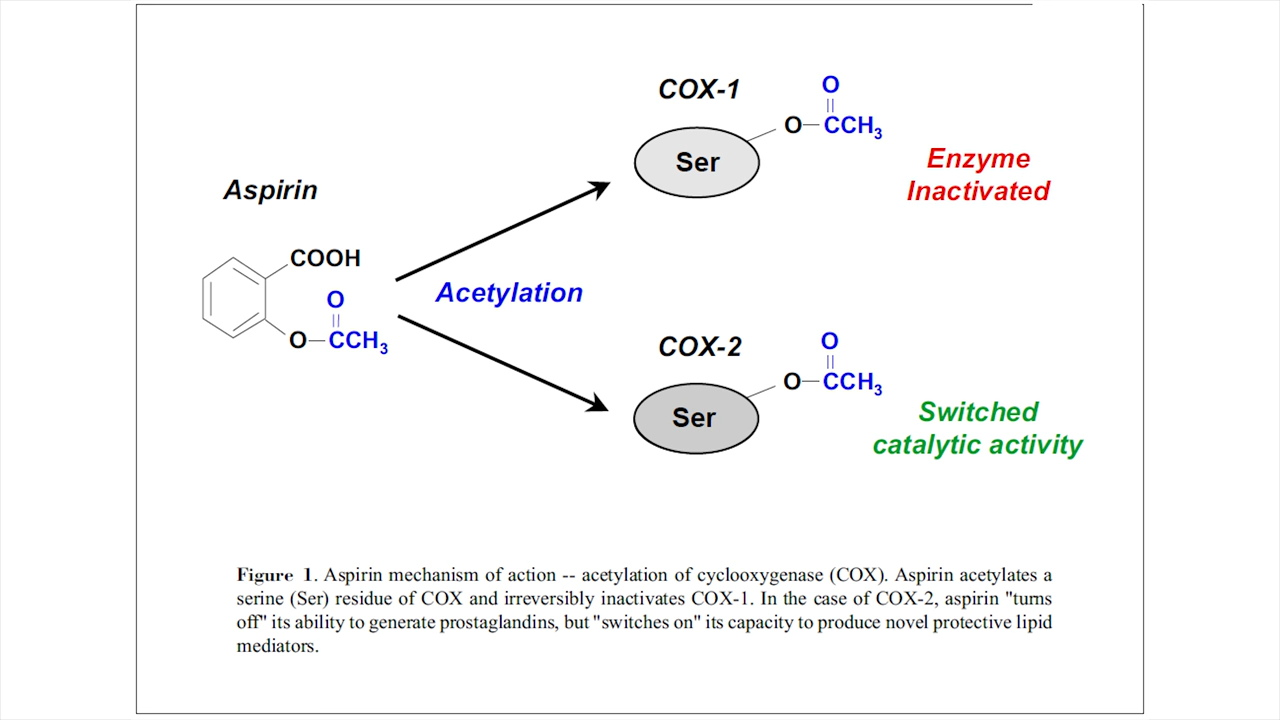 COX-1
O
O—CCH3
Ser
Enzyme
Inactivated
Aspirin
COOH
O
O—CCH3
Acetylation
COX-2
O
O—CCH3
Ser
Switched
catalytic activity
Figure 1. Aspirin mechanism of action -- acetylation of cyclooxygenase (COX). Aspirin acetylates a
serine (Ser) residue of COX and irreversibly inactivates COX-1. In the case of COX-2, aspirin "turns
off" its ability to generate prostaglandins, but "switches on" its capacity to produce novel protective lipid
mediators.